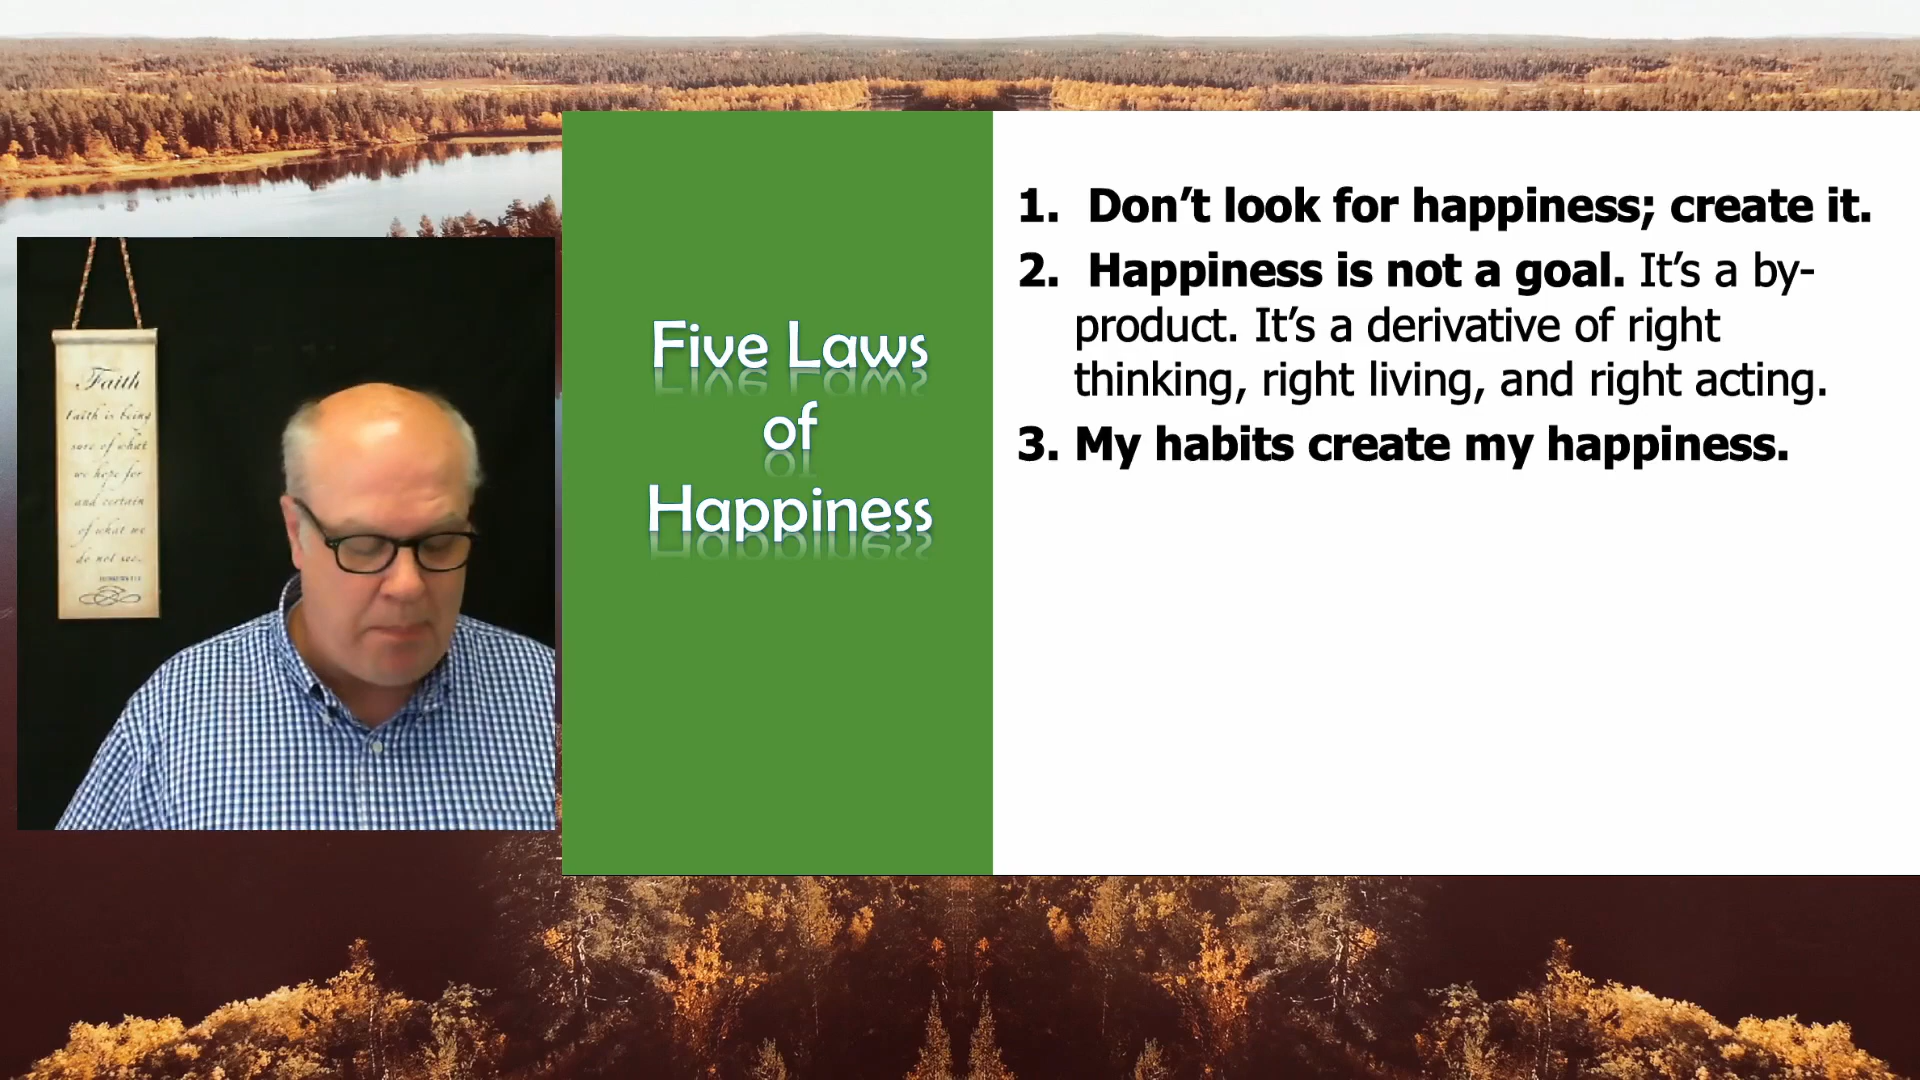 Faith
Faith is being
sure of what
we hope for
and certain
of what we
do not see.
Five Laws
of
Happiness
1. Don’t look for happiness; create it.
2. Happiness is not a goal. It’s a by-
product. It’s a derivative of right
thinking, right living, and right acting.
3. My habits create my happiness.